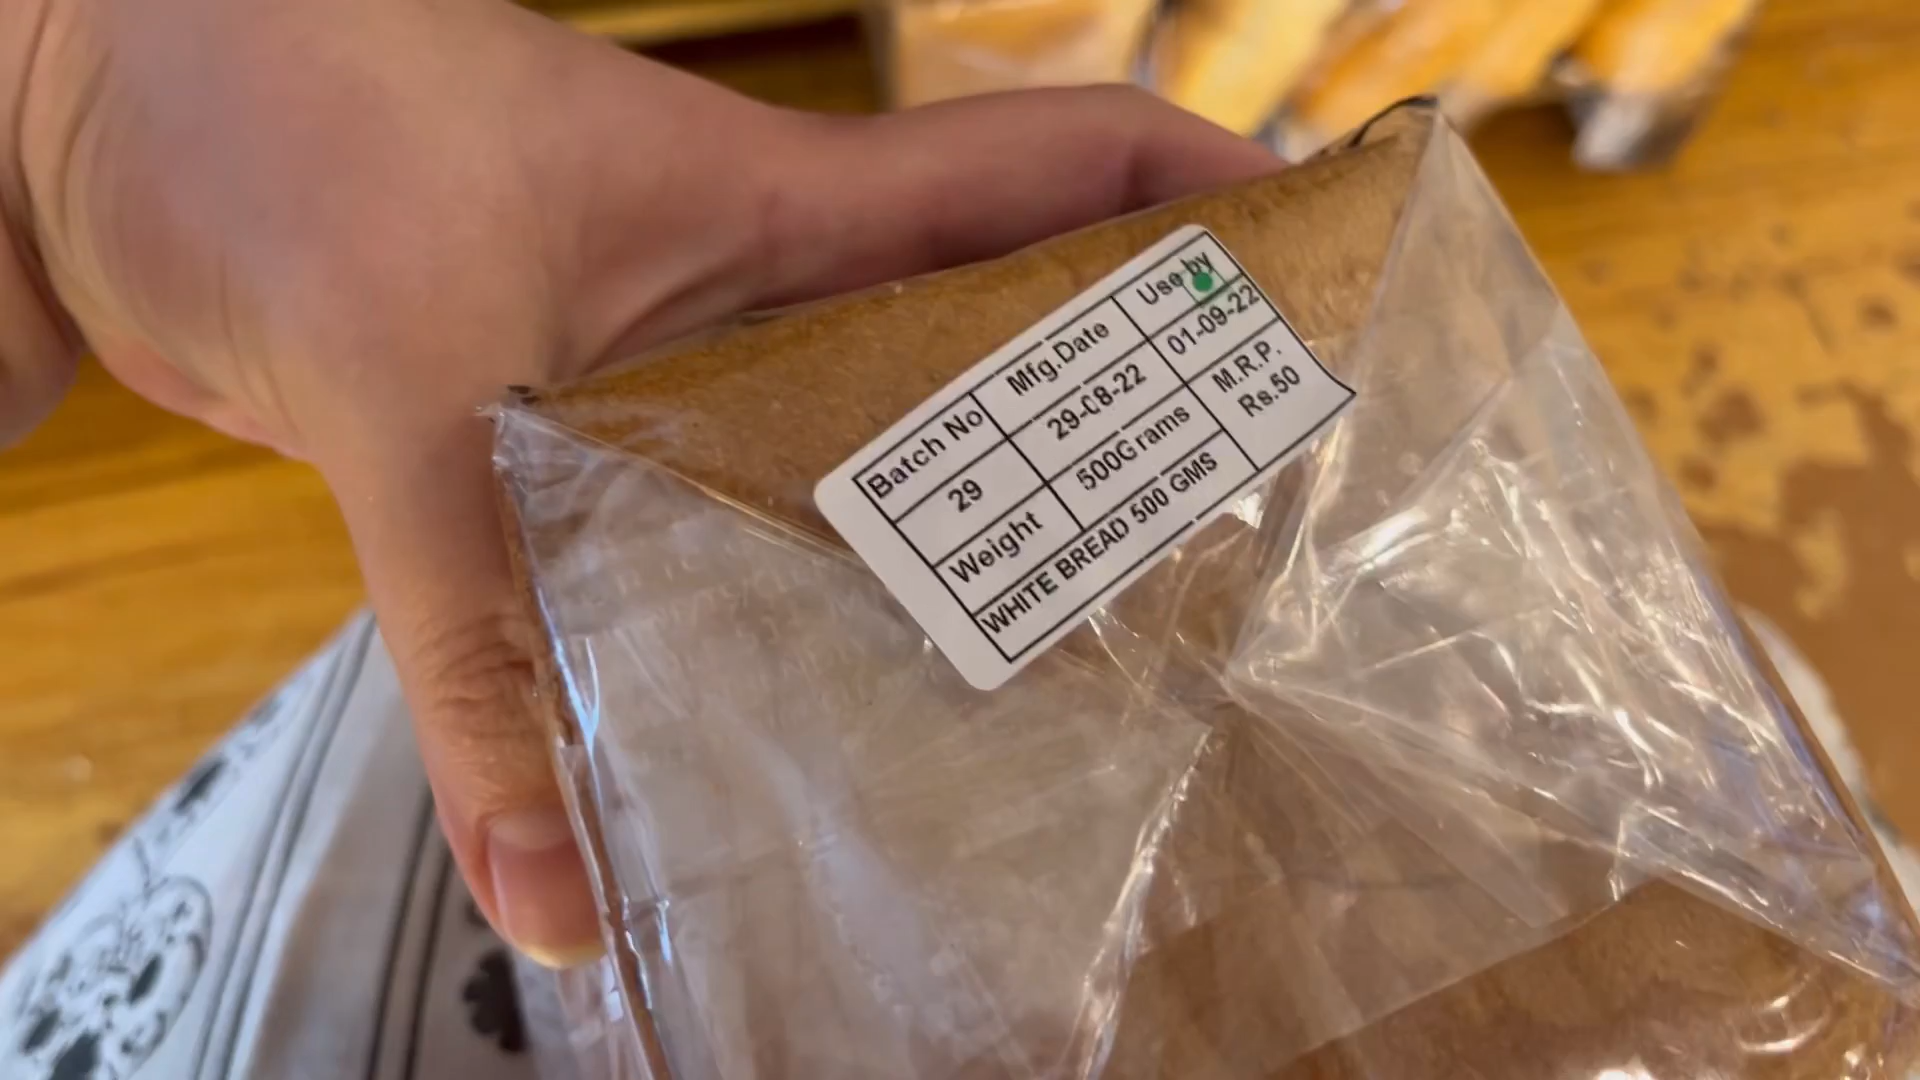 Batch No Mfg.Date Use by
29 29-08-22 01-09-22
Weight 500Grams M.R.P.
Rs.50
WHITE BREAD 500 GMS